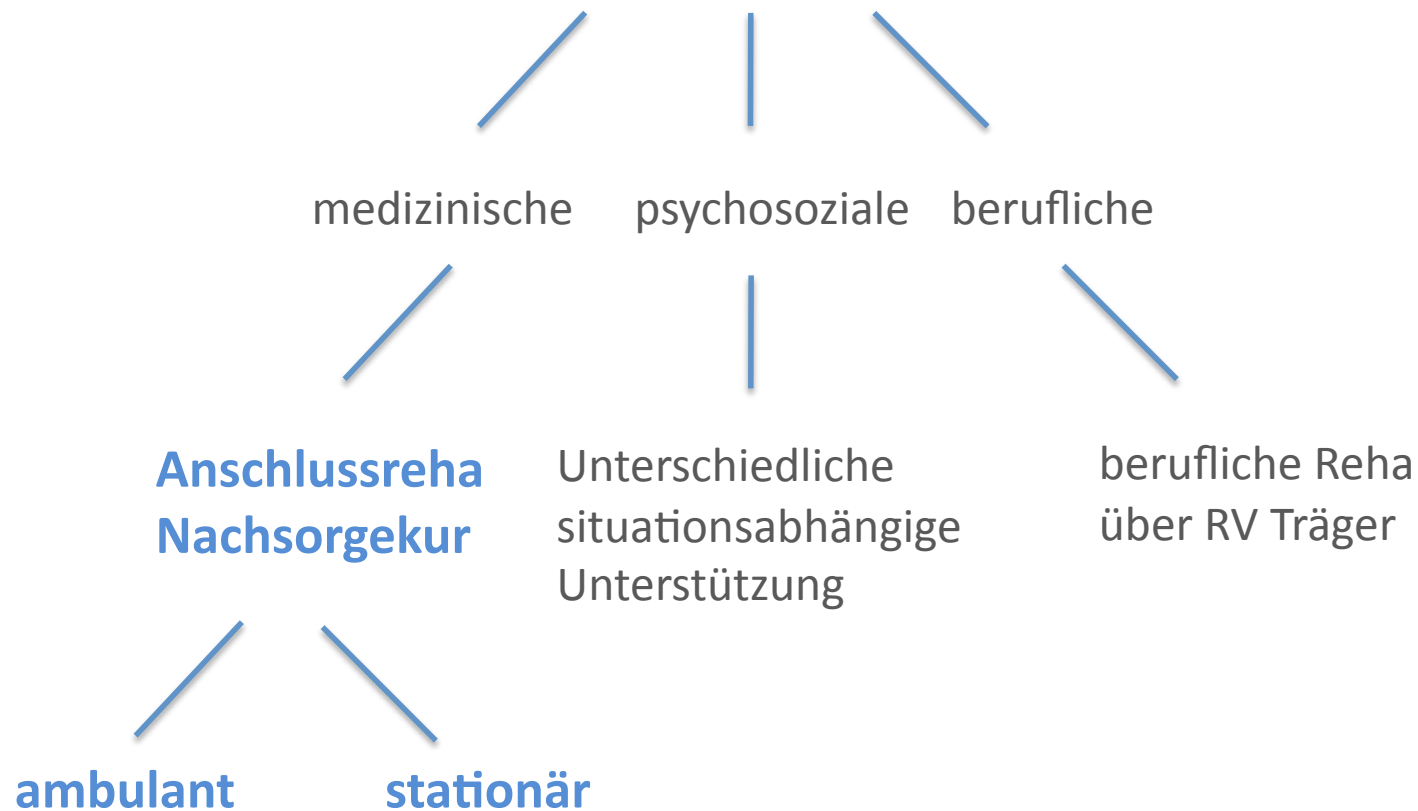 medizinische psychosoziale berufliche
Anschlussreha
Nachsorgekur
Unterschiedliche
situationsabhängige
Unterstützung
berufliche Reha
über RV Träger
ambulant stationär